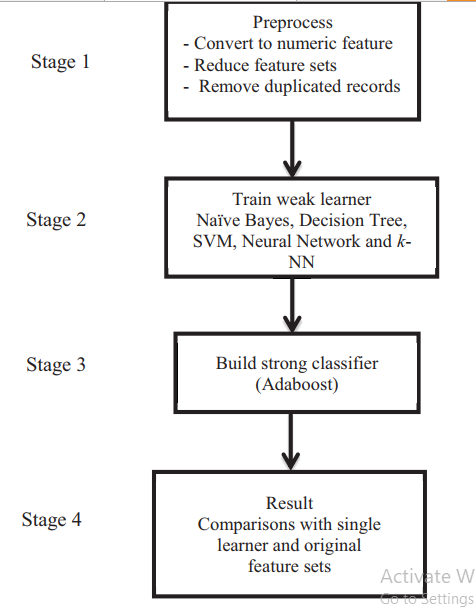 Stage 1
Preprocess
- Convert to numeric feature
- Reduce feature sets
- Remove duplicated records
Stage 2
Train weak learner
Naïve Bayes, Decision Tree,
SVM, Neural Network and k-
NN
Stage 3
Build strong classifier
(Adaboost)
Stage 4
Result
Comparisons with single
learner and original
feature sets
Activate W
Go to Settings